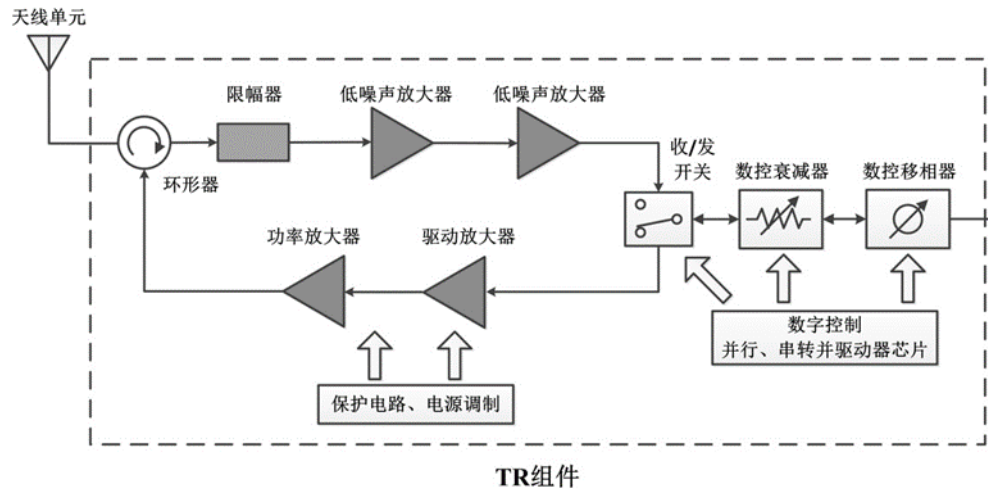 天线单元
限幅器
低噪声放大器
低噪声放大器
收/发
开关
数控衰减器
数控移相器
环形器
功率放大器
驱动放大器
数字控制
并行、串转并驱动器芯片
保护电路、电源调制
TR组件